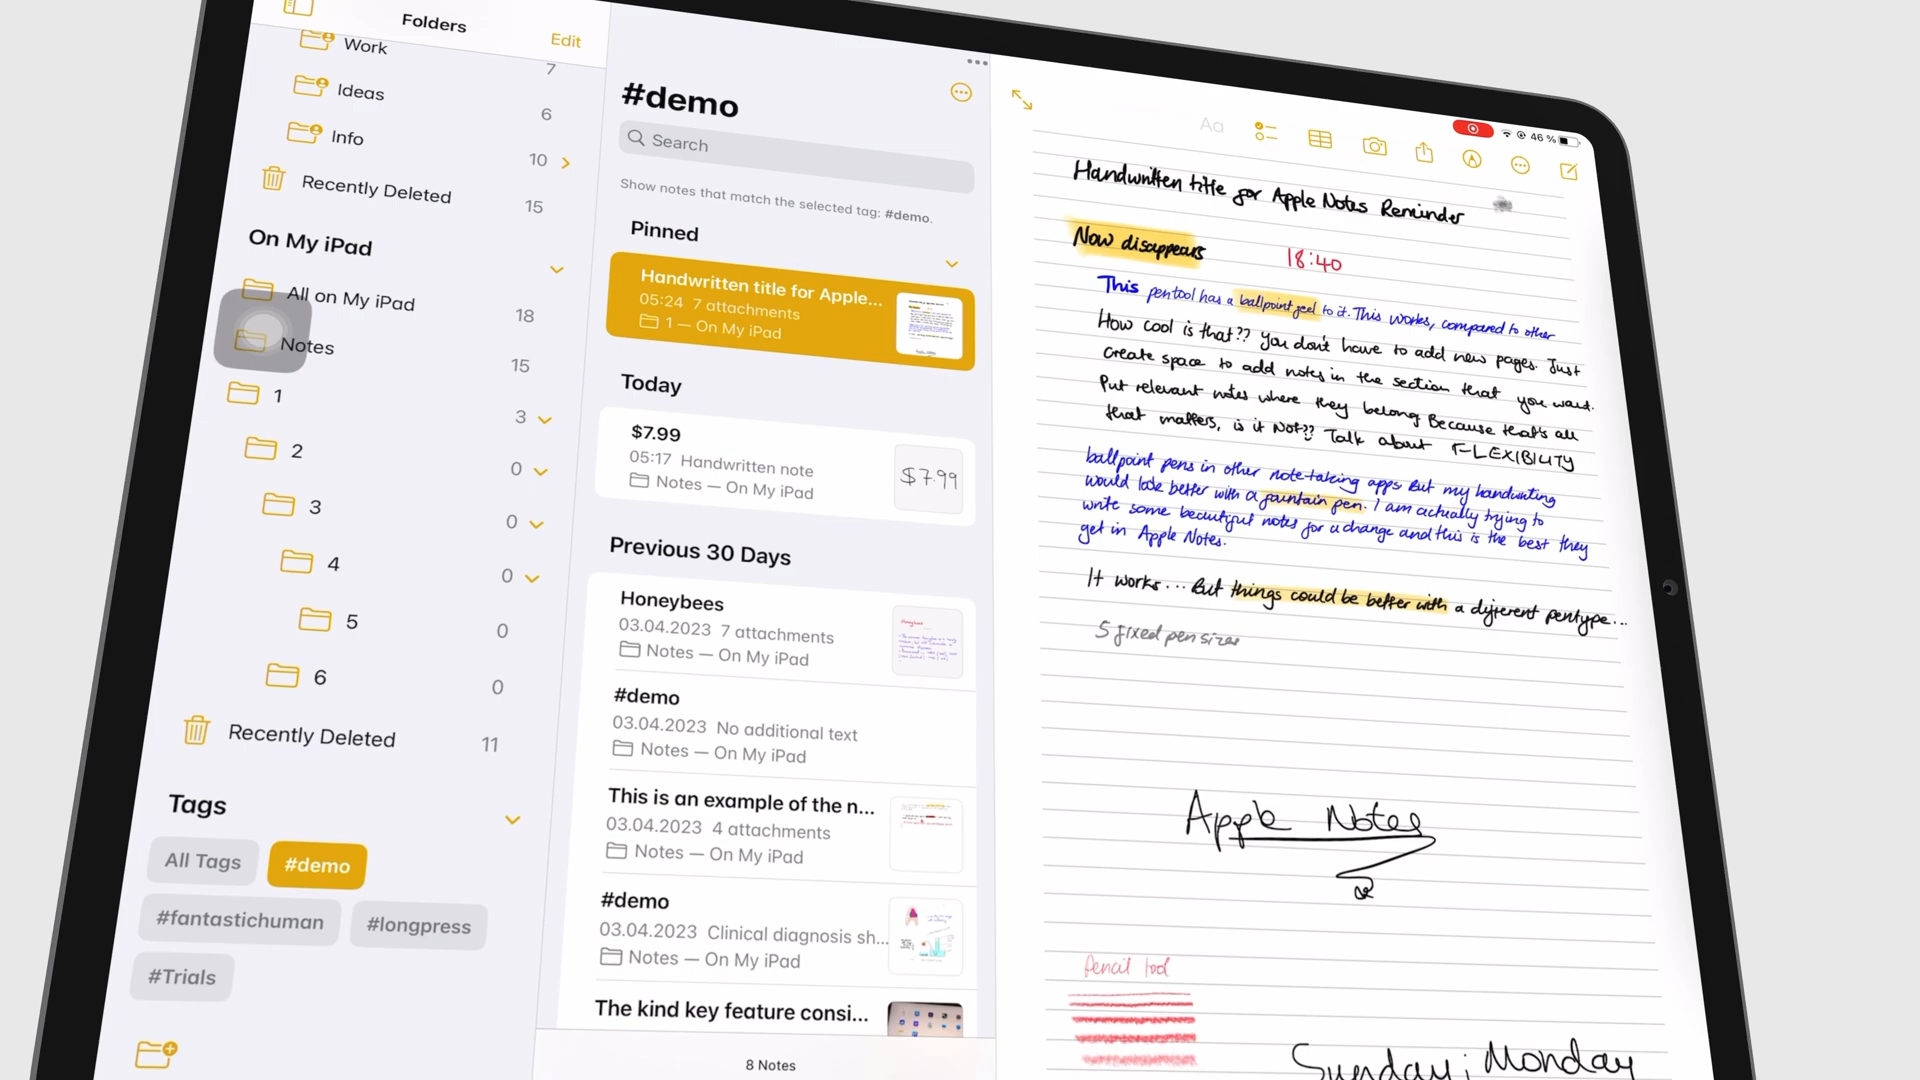 Folders
Edit
Work
7
Ideas
6
Info
10
Recently Deleted
15
On My iPad
All on My iPad
18
Notes
15
1
3
2
0
3
0
4
0
5
0
6
0
Recently Deleted
11
Tags
All Tags
#demo
#fantastichuman
#longpress
#Trials
#demo
Search
Show notes that match the selected tag: #demo.
Pinned
Handwritten title for Apple...
05:24 7 attachments
1 — On My iPad
Today
$7.99
05:17 Handwritten note
Notes — On My iPad
$7.99
Previous 30 Days
Honeybees
03.04.2023 7 attachments
Notes — On My iPad
#demo
03.04.2023 No additional text
Notes — On My iPad
This is an example of the n...
03.04.2023 4 attachments
Notes — On My iPad
#demo
03.04.2023 Clinical diagnosis sh...
Notes — On My iPad
The kind key feature consi...
8 Notes
46 %
Aa
Handwritten title for Apple Notes Reminder
Now disappears
18:40
This pentool has a ballpoint feel to it. This works, compared to other
How cool is that?? You don't have to add new pages. Just
create space to add notes in the section that you want.
Put relevant notes where they belong Because that's all
that matters, is it Not?? Talk about FLEXIBILITY
ballpoint pens in other note-taking apps But my handwriting
would look better with a fountain pen. I am actually trying to
write some beautiful notes for a change and this is the best they
get in Apple Notes.
It works... But things could be better with a different pentype...
5 fixed pen sizes
Apple Notes
Pencil tool
Sunday; Monday